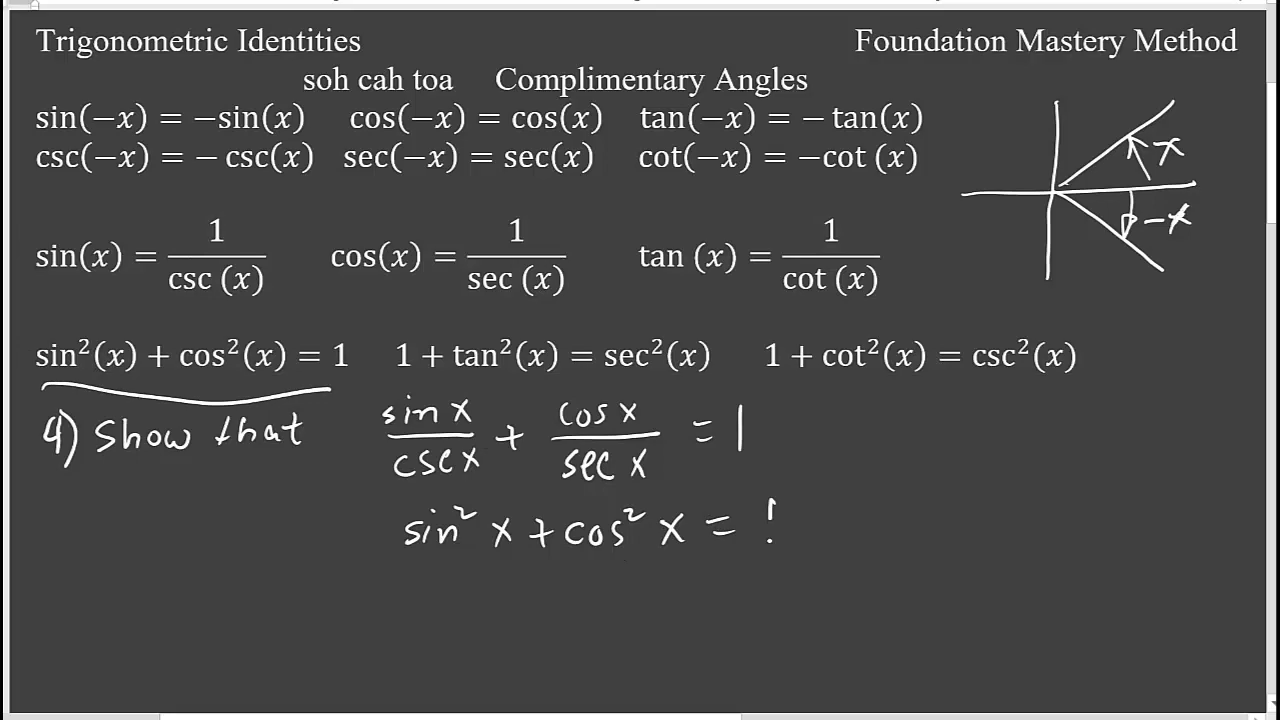 Trigonometric Identities Foundation Mastery Method
soh cah toa Complimentary Angles
sin(−x) = −sin(x) cos(−x) = cos(x) tan(−x) = − tan(x)
csc(−x) = − csc(x) sec(−x) = sec(x) cot(−x) = −cot (x)
x
−x
sin(x) = 1/csc (x) cos(x) = 1/sec (x) tan (x) = 1/cot (x)
sin²(x) + cos²(x) = 1 1 + tan²(x) = sec²(x) 1 + cot²(x) = csc²(x)
4) Show that sin x/csc x + cos x/sec x = 1
sin² x + cos² x = !